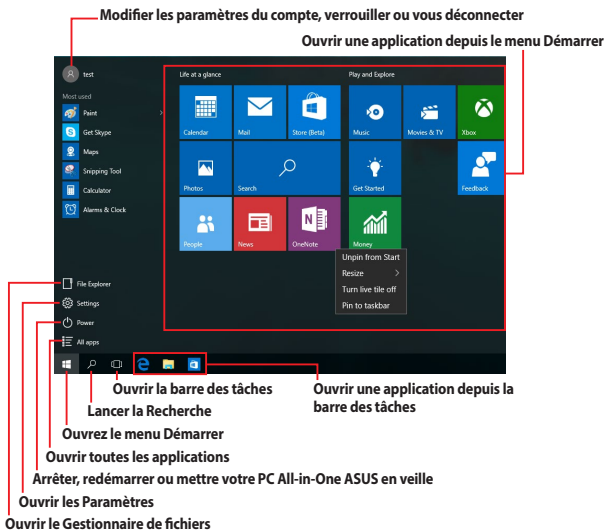 Modifier les paramètres du compte, verrouiller ou vous déconnecter
Ouvrir une application depuis le menu Démarrer
test
Life at a glance
Play and Explore
Most used
Paint
Get Skype
Maps
Snipping Tool
Calculator
Alarms & Clock
Calendar
Mail
Store (Beta)
Music
Movies & TV
Xbox
Photos
Search
Get Started
Feedback
People
News
OneNote
Money
Unpin from Start
Resize
Turn live tile off
Pin to taskbar
File Explorer
Settings
Power
All apps
Ouvrir la barre des tâches
Ouvrir une application depuis la
barre des tâches
Lancer la Recherche
Ouvrez le menu Démarrer
Ouvrir toutes les applications
Arrêter, redémarrer ou mettre votre PC All-in-One ASUS en veille
Ouvrir les Paramètres
Ouvrir le Gestionnaire de fichiers